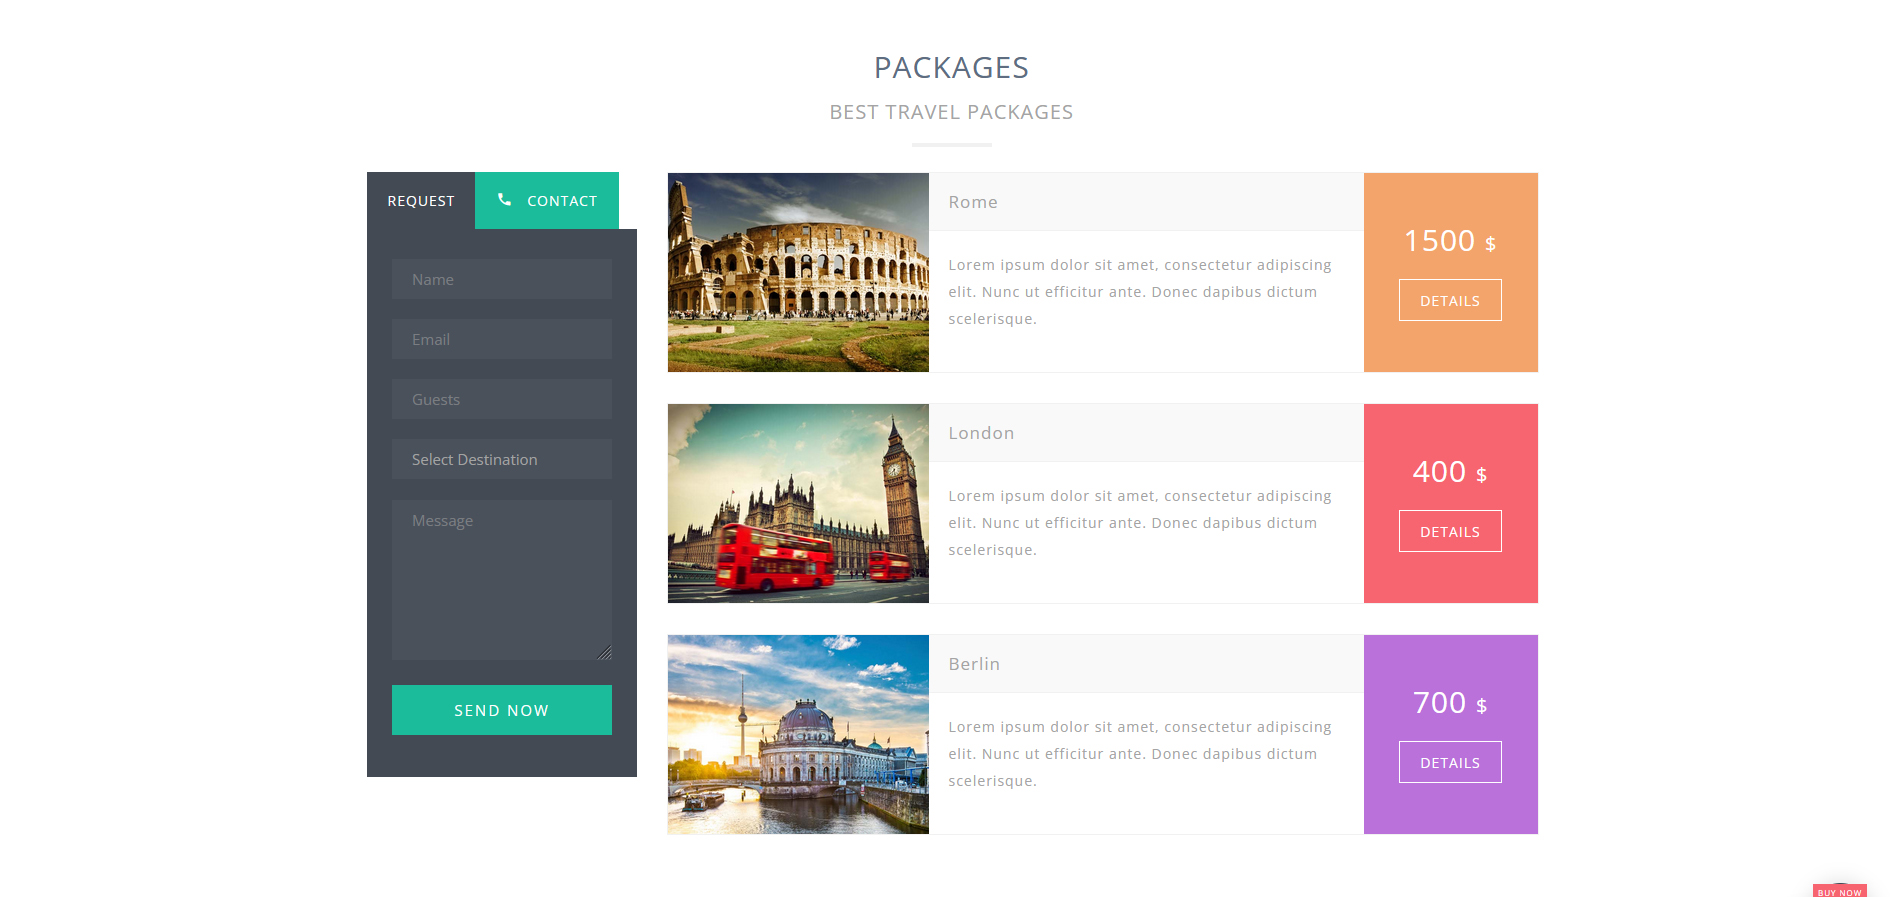 PACKAGES
BEST TRAVEL PACKAGES
REQUEST
CONTACT
Name
Email
Guests
Select Destination
Message
SEND NOW
Rome
Lorem ipsum dolor sit amet, consectetur adipiscing
elit. Nunc ut efficitur ante. Donec dapibus dictum
scelerisque.
1500 $
DETAILS
London
Lorem ipsum dolor sit amet, consectetur adipiscing
elit. Nunc ut efficitur ante. Donec dapibus dictum
scelerisque.
400 $
DETAILS
Berlin
Lorem ipsum dolor sit amet, consectetur adipiscing
elit. Nunc ut efficitur ante. Donec dapibus dictum
scelerisque.
700 $
DETAILS
BUY NOW